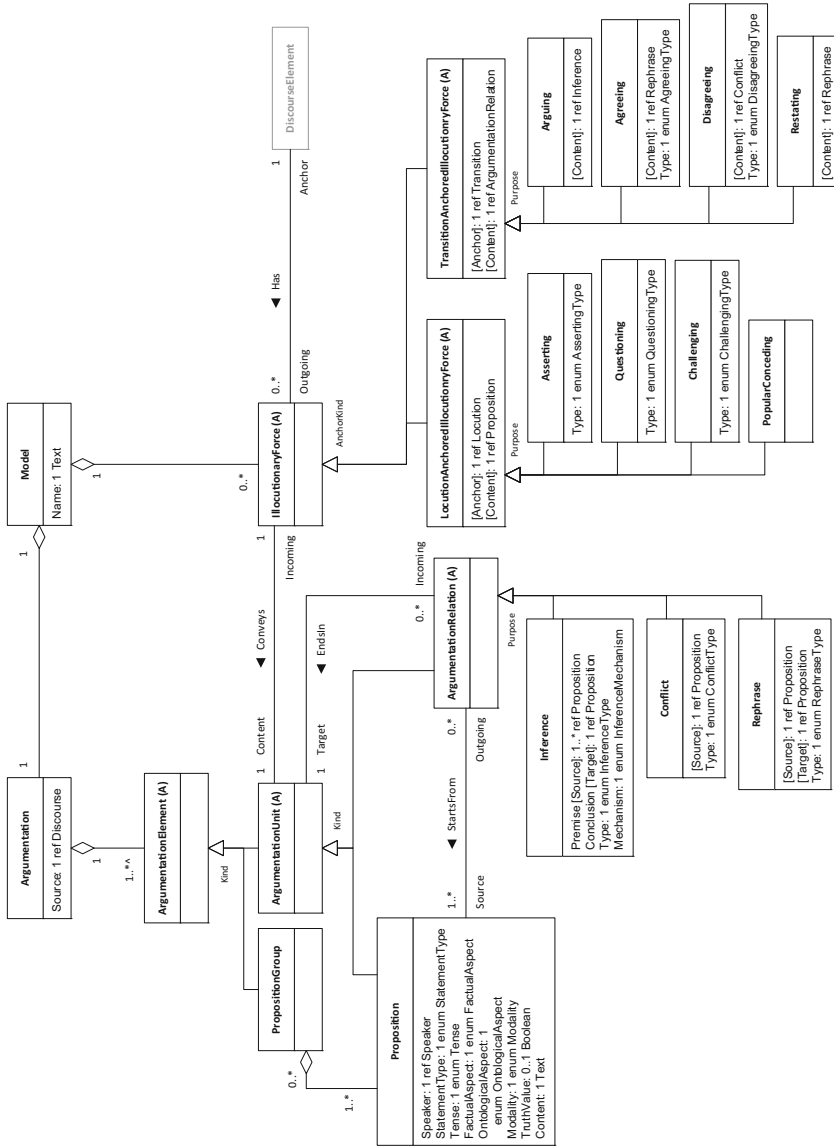 Model
Name: 1 Text
1
1
1
1
Argumentation
Source: 1 ref Discourse
1
1..*^
ArgumentationElement (A)
Kind
PropositionGroup
0..*
1..*
ArgumentationUnit (A)
Kind
1
Content
◄ Conveys
1
Incoming
1
Target
◄ EndsIn
0..*
Incoming
0..*
IllocutionaryForce (A)
0..*
Outgoing
◄ Has
1
Anchor
DiscourseElement
AnchorKind
Proposition
Speaker: 1 ref Speaker
StatementType: 1 enum StatementType
Tense: 1 enum Tense
FactualAspect: 1 enum FactualAspect
OntologicalAspect: 1
enum OntologicalAspect
Modality: 1 enum Modality
TruthValue: 0..1 Boolean
Content: 1 Text
1..*
Source
◄ StartsFrom
0..*
Outgoing
ArgumentationRelation (A)
Purpose
Inference
Premise [Source]: 1..* ref Proposition
Conclusion [Target]: 1 ref Proposition
Type: 1 enum InferenceType
Mechanism: 1 enum InferenceMechanism
Conflict
[Source]: 1 ref Proposition
Type: 1 enum ConflictType
Rephrase
[Source]: 1 ref Proposition
[Target]: 1 ref Proposition
Type: 1 enum RephraseType
LocutionAnchoredIllocutionryForce (A)
[Anchor]: 1 ref Locution
[Content]: 1 ref Proposition
Purpose
Asserting
Type: 1 enum AssertingType
Questioning
Type: 1 enum QuestioningType
Challenging
Type: 1 enum ChallengingType
PopularConceding
TransitionAnchoredIllocutionryForce (A)
[Anchor]: 1 ref Transition
[Content]: 1 ref ArgumentationRelation
Purpose
Arguing
[Content]: 1 ref Inference
Agreeing
[Content]: 1 ref Rephrase
Type: 1 enum AgreeingType
Disagreeing
[Content]: 1 ref Conflict
Type: 1 enum DisagreeingType
Restating
[Content]: 1 ref Rephrase